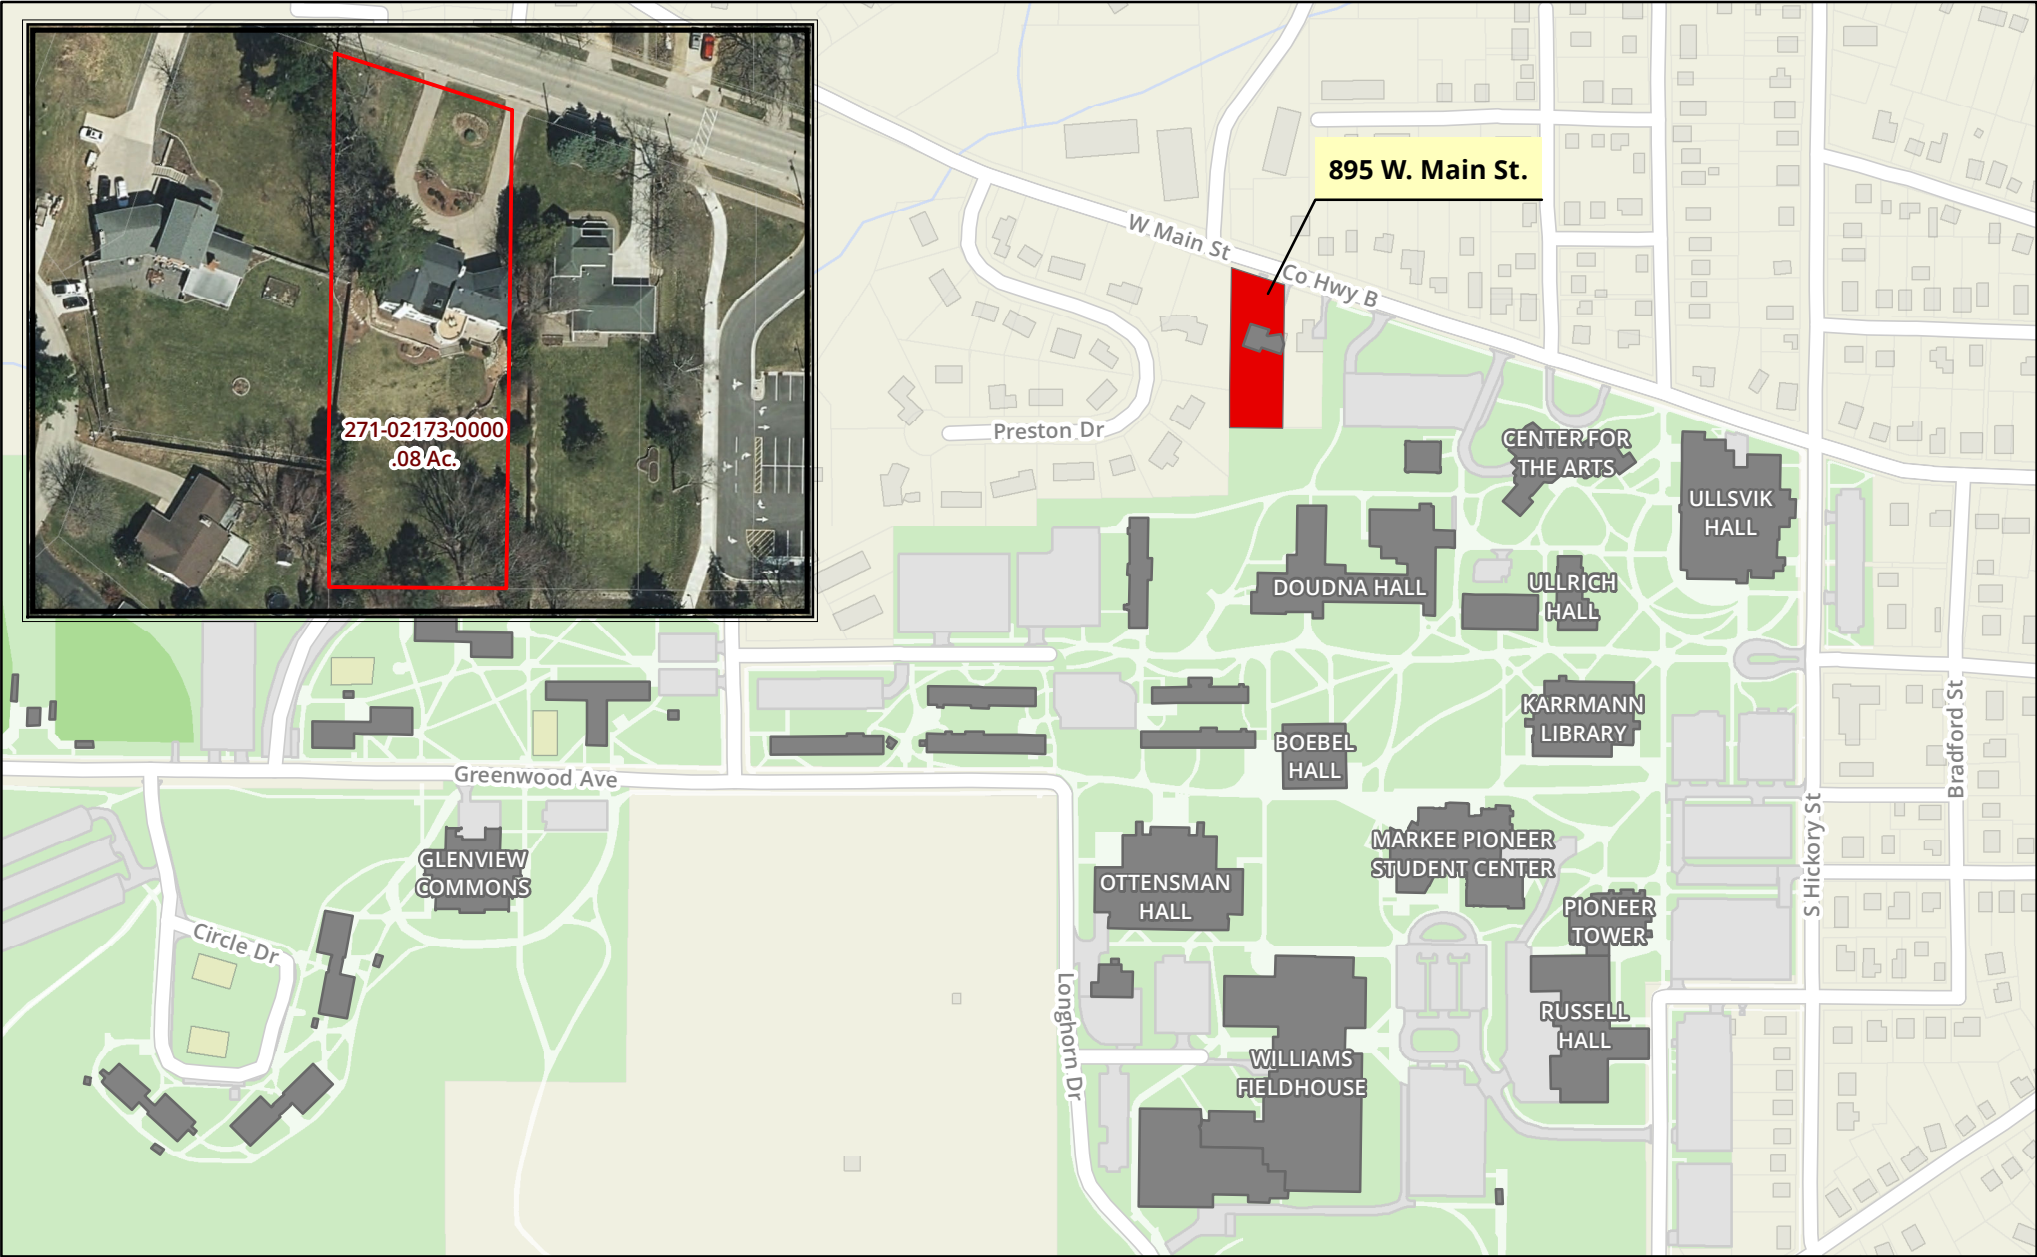 895 W. Main St.
W Main St
Co Hwy B
271-02173-0000
.08 Ac.
Preston Dr
CENTER FOR
THE ARTS
ULLSVIK
HALL
DOUDNA HALL
ULLRICH
HALL
KARRMANN
LIBRARY
BOEBEL
HALL
Greenwood Ave
Bradford St
S Hickory St
MARKEE PIONEER
STUDENT CENTER
GLENVIEW
COMMONS
OTTENSMAN
HALL
PIONEER
TOWER
Circle Dr
Longhorn Dr
RUSSELL
HALL
WILLIAMS
FIELDHOUSE